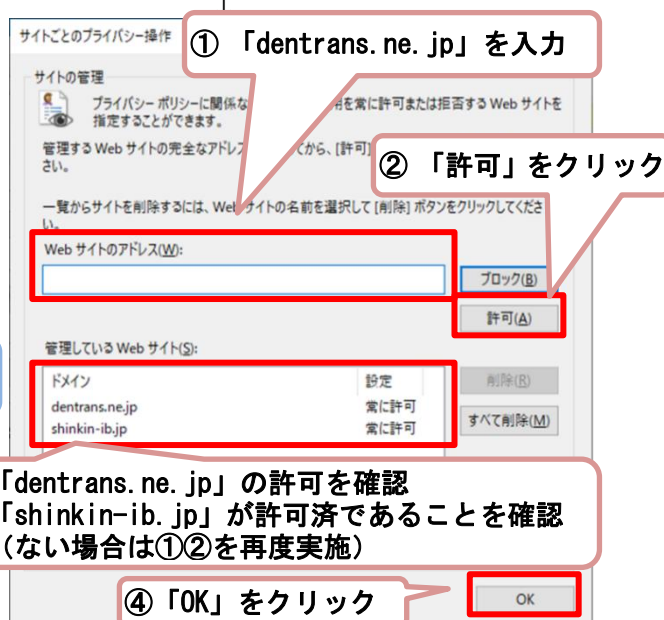 サイトごとのプライバシー操作
① 「dentrans.ne.jp」を入力
サイトの管理
プライバシー ポリシーに関係な
用を常に許可または拒否する Web サイトを
指定することができます。
管理する Web サイトの完全なアドレ
てから、[許可]
さい。
② 「許可」をクリック
一覧からサイトを削除するには、Web サイトの名前を選択して [削除] ボタンをクリックしてくださ
い。
Web サイトのアドレス(W):
ブロック(B)
許可(A)
管理している Web サイト(S):
ドメイン 設定
削除(R)
dentrans.ne.jp 常に許可
shinkin-ib.jp 常に許可
すべて削除(M)
「dentrans.ne.jp」の許可を確認
「shinkin-ib.jp」が許可済であることを確認
(ない場合は①②を再度実施)
④「OK」をクリック
OK